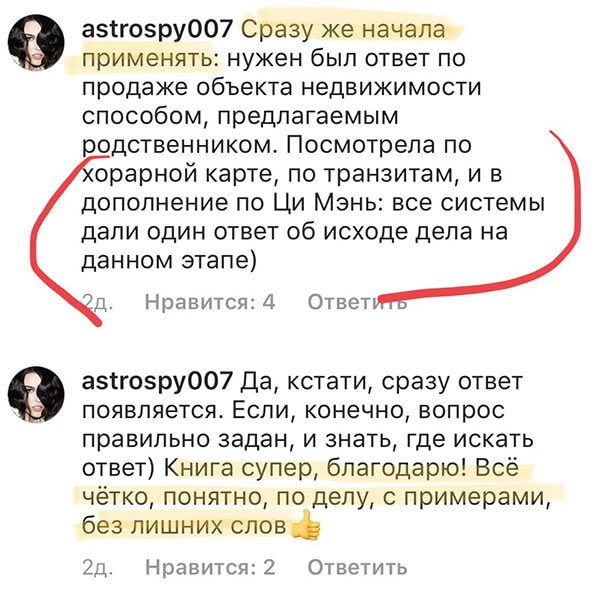 astrospy007 Сразу же начала
применять: нужен был ответ по
продаже объекта недвижимости
способом, предлагаемым
родственником. Посмотрела по
хорарной карте, по транзитам, и в
дополнение по Ци Мэнь: все системы
дали один ответ об исходе дела на
данном этапе)
2д. Нравится: 4 Ответить
astrospy007 Да, кстати, сразу ответ
появляется. Если, конечно, вопрос
правильно задан, и знать, где искать
ответ) Книга супер, благодарю! Всё
чётко, понятно, по делу, с примерами,
без лишних слов👍
2д. Нравится: 2 Ответить